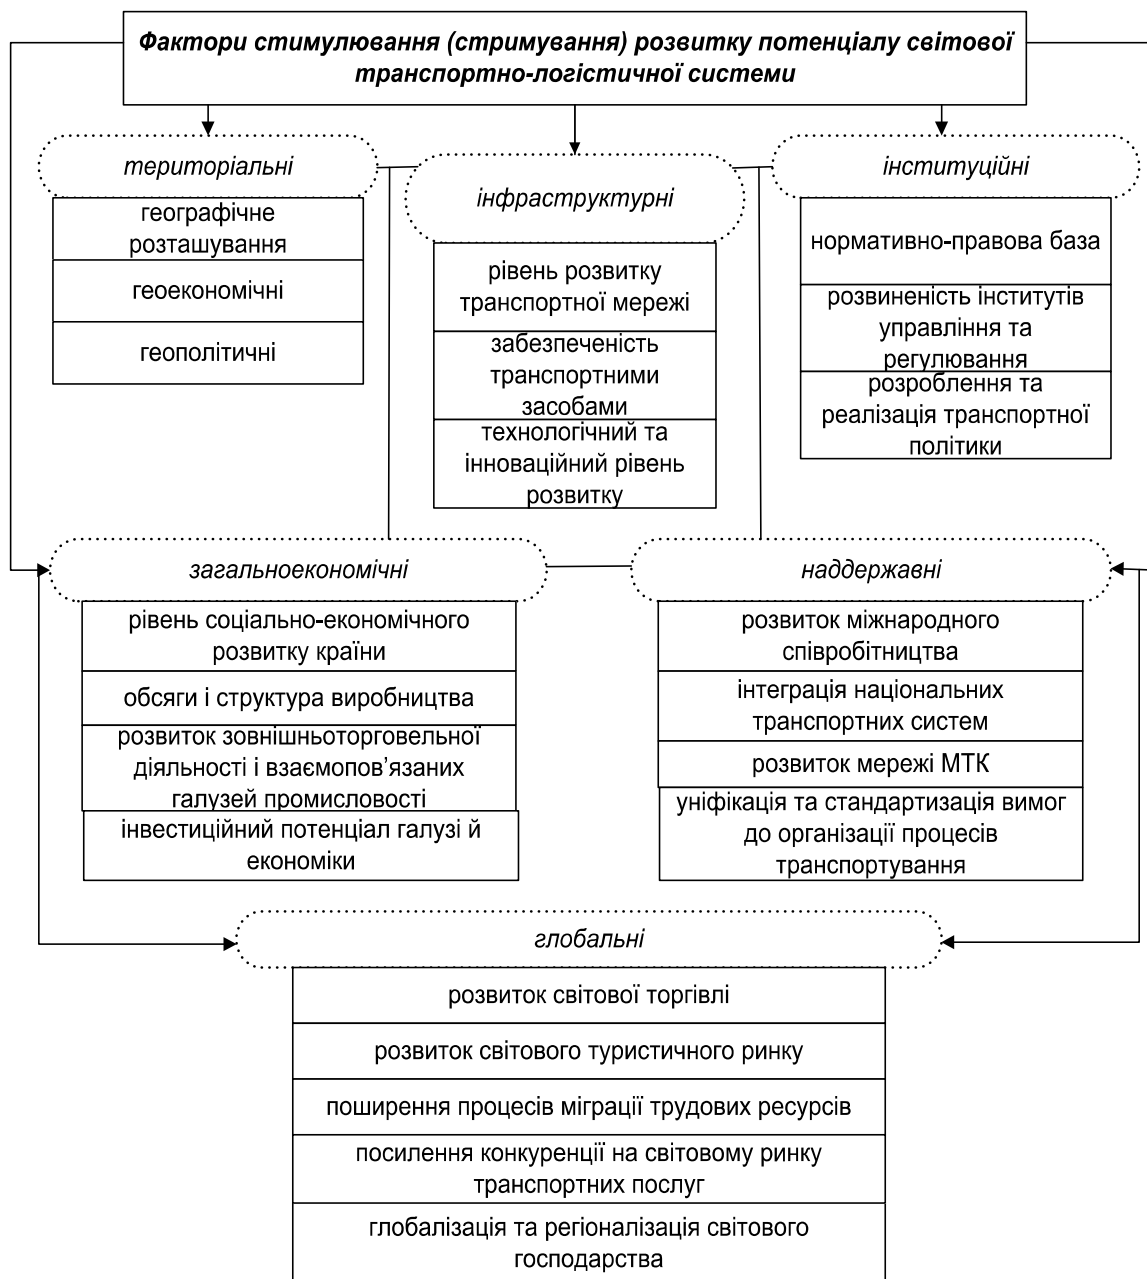 Фактори стимулювання (стримування) розвитку потенціалу світової
транспортно-логістичної системи
територіальні
географічне
розташування
геоекономічні
геополітичні
інфраструктурні
рівень розвитку
транспортної мережі
забезпеченість
транспортними
засобами
технологічний та
інноваційний рівень
розвитку
інституційні
нормативно-правова база
розвиненість інститутів
управління та
регулювання
розроблення та
реалізація транспортної
політики
загальноекономічні
рівень соціально-економічного
розвитку країни
обсяги і структура виробництва
розвиток зовнішньоторговельної
діяльності і взаємопов’язаних
галузей промисловості
інвестиційний потенціал галузі й
економіки
наддержавні
розвиток міжнародного
співробітництва
інтеграція національних
транспортних систем
розвиток мережі МТК
уніфікація та стандартизація вимог
до організації процесів
транспортування
глобальні
розвиток світової торгівлі
розвиток світового туристичного ринку
поширення процесів міграції трудових ресурсів
посилення конкуренції на світовому ринку
транспортних послуг
глобалізація та регіоналізація світового
господарства